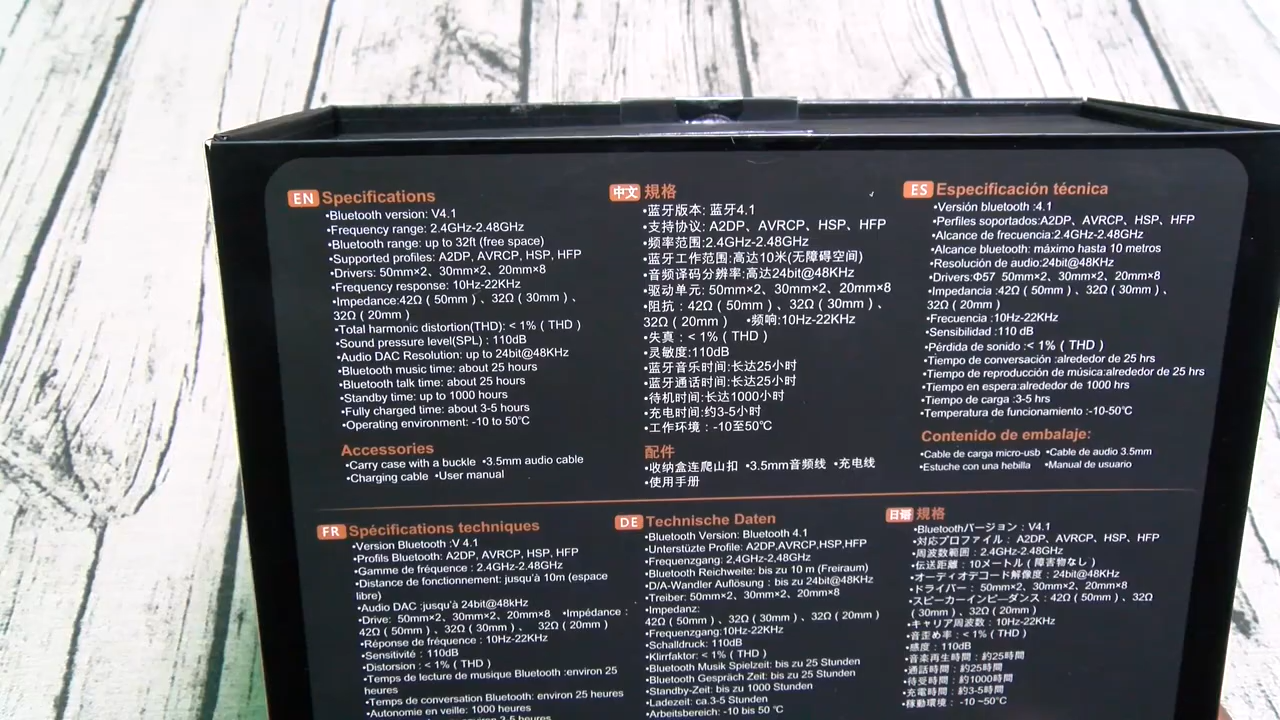 EN Specifications
•Bluetooth version: V4.1
•Frequency range: 2.4GHz-2.48GHz
•Bluetooth range: up to 32ft (free space)
•Supported profiles: A2DP, AVRCP, HSP, HFP
•Drivers: 50mm×2、30mm×2、20mm×8
•Frequency response: 10Hz-22KHz
•Impedance:42Ω ( 50mm ) 、32Ω ( 30mm ) 、
32Ω ( 20mm )
•Total harmonic distortion(THD): < 1% ( THD )
•Sound pressure level(SPL) : 110dB
•Audio DAC Resolution: up to 24bit@48KHz
•Bluetooth music time: about 25 hours
•Bluetooth talk time: about 25 hours
•Standby time: up to 1000 hours
•Fully charged time: about 3-5 hours
•Operating environment: -10 to 50℃
Accessories
•Carry case with a buckle •3.5mm audio cable
•Charging cable •User manual
中文 规格
•蓝牙版本: 蓝牙4.1
•支持协议: A2DP、AVRCP、HSP、HFP
•频率范围:2.4GHz-2.48GHz
•蓝牙工作范围:高达10米(无障碍空间)
•音频译码分辨率:高达24bit@48KHz
•驱动单元: 50mm×2、30mm×2、20mm×8
•阻抗 : 42Ω ( 50mm ) 、32Ω ( 30mm ) 、
32Ω ( 20mm ) •频响:10Hz-22KHz
•失真 : < 1% ( THD )
•灵敏度:110dB
•蓝牙音乐时间:长达25小时
•蓝牙通话时间:长达25小时
•待机时间:长达1000小时
•充电时间:约3-5小时
•工作环境 : -10至50℃
配件
•收纳盒连爬山扣 •3.5mm音频线 •充电线
•使用手册
ES Especificación técnica
•Versión bluetooth :4.1
•Perfiles soportados:A2DP、AVRCP、HSP、HFP
•Alcance de frecuencia:2.4GHz-2.48GHz
•Alcance bluetooth: máximo hasta 10 metros
•Resolución de audio:24bit@48KHz
•Drivers:Φ57 50mm×2、30mm×2、20mm×8
•Impedancia :42Ω ( 50mm ) 、32Ω ( 30mm ) 、
32Ω ( 20mm )
•Frecuencia :10Hz-22KHz
•Sensibilidad :110 dB
•Pérdida de sonido :< 1% ( THD )
•Tiempo de conversación :alrededor de 25 hrs
•Tiempo de reproducción de música:alrededor de 25 hrs
•Tiempo en espera:alrededor de 1000 hrs
•Tiempo de carga :3-5 hrs
•Temperatura de funcionamiento :-10-50℃
Contenido de embalaje:
•Cable de carga micro-usb •Cable de audio 3.5mm
•Estuche con una hebilla •Manual de usuario
FR Spécifications techniques
•Version Bluetooth :V 4.1
•Profils Bluetooth: A2DP, AVRCP, HSP, HFP
•Gamme de fréquence : 2.4GHz-2.48GHz
•Distance de fonctionnement: jusqu'à 10m (espace
libre)
•Audio DAC :jusqu'à 24bit@48kHz
•Drive: 50mm×2、30mm×2、20mm×8 •Impédance :
42Ω ( 50mm ) 、32Ω ( 30mm ) 、 32Ω ( 20mm )
•Réponse de fréquence : 10Hz-22KHz
•Sensitivité : 110dB
•Distorsion : < 1% ( THD )
•Temps de lecture de musique Bluetooth :environ 25
heures
•Temps de conversation Bluetooth: environ 25 heures
•Autonomie en veille: 1000 heures
DE Technische Daten
•Bluetooth Version: Bluetooth 4.1
•Unterstüzte Profile: A2DP,AVRCP,HSP,HFP
•Frequenzgang: 2,4GHz-2.48GHz
•Bluetooth Reichweite: bis zu 10 m (Freiraum)
•D/A-Wandler Auflösung : bis zu 24bit@48KHz
•Treiber: 50mm×2、30mm×2、20mm×8
•Impedanz:
42Ω ( 50mm ) 、32Ω ( 30mm ) 、32Ω ( 20mm )
•Frequenzgang:10Hz-22KHz
•Schalldruck: 110dB
•Klirrfaktor: < 1% ( THD )
•Bluetooth Musik Spielzeit: bis zu 25 Stunden
•Bluetooth Gespräch Zeit: bis zu 25 Stunden
•Standby-Zeit: bis zu 1000 Stunden
•Ladezeit: ca.3-5 Stunden
•Arbeitsbereich: -10 bis 50 ℃
日语 规格
•Bluetoothバージョン : V4.1
•対応プロファイル : A2DP、AVRCP、HSP、HFP
•周波数範囲 : 2.4GHz-2.48GHz
•伝送距離 : 10メートル ( 障害物なし )
•オーディオデコード解像度 : 24bit@48KHz
•ドライバー : 50mm×2、30mm×2、20mm×8
•スピーカーインピーダンス : 42Ω ( 50mm ) 、32Ω
( 30mm ) 、32Ω ( 20mm )
•キャリア周波数 : 10Hz-22KHz
•音歪め率 : < 1% ( THD )
•感度 : 110dB
•音楽再生時間 : 約25時間
•通話時間 : 約25時間
•待受時間 : 約1000時間
•充電時間 : 約3-5時間
•稼動環境 : -10 ~50℃